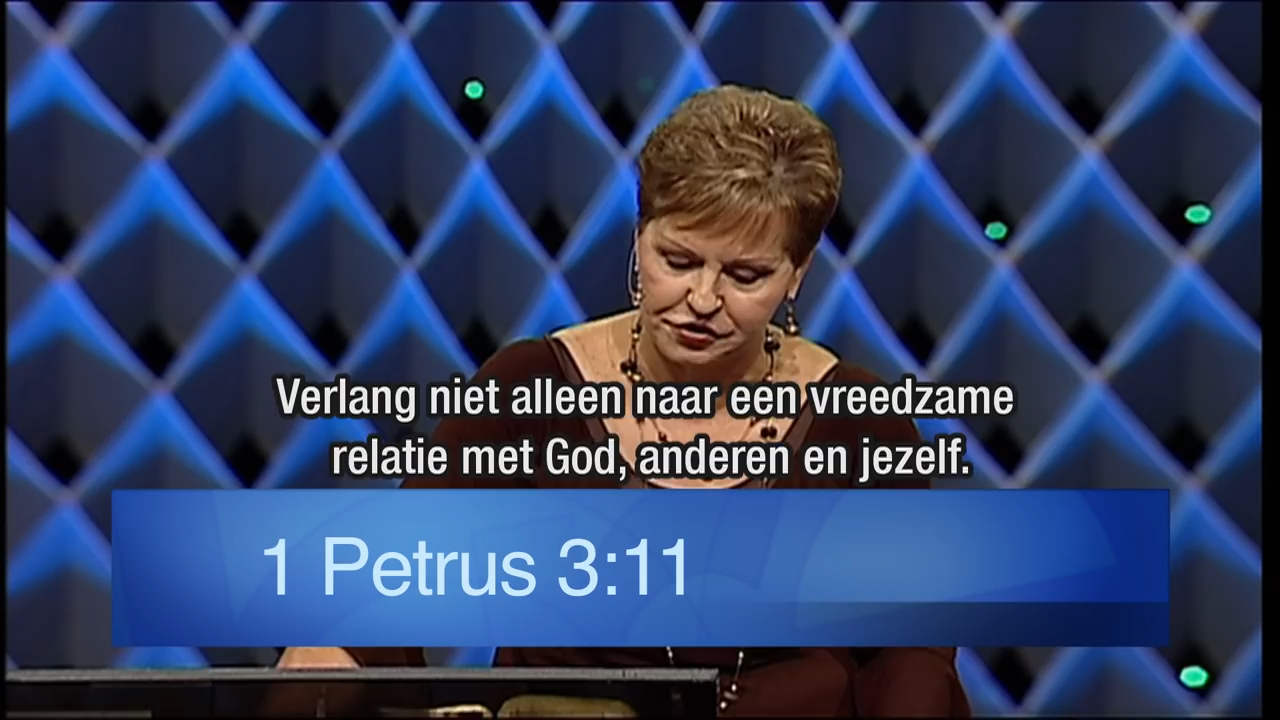 Verlang niet alleen naar een vreedzame
relatie met God, anderen en jezelf.
1 Petrus 3:11